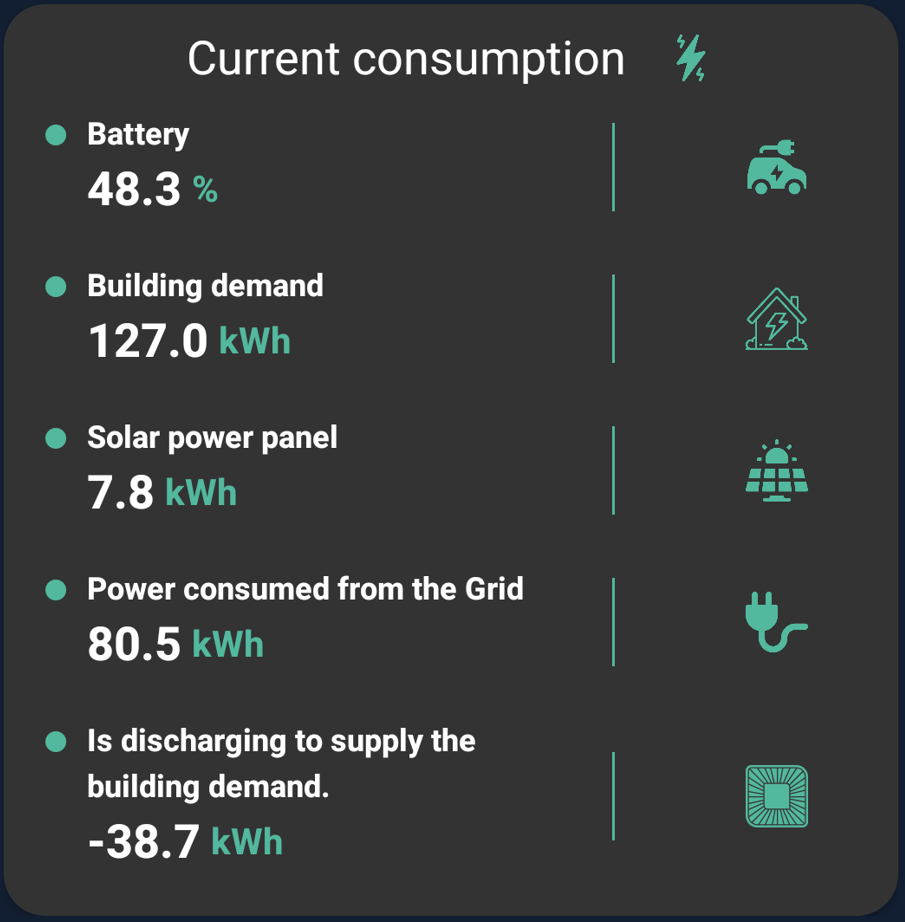 Current consumption
Battery
48.3 %
Building demand
127.0 kWh
Solar power panel
7.8 kWh
Power consumed from the Grid
80.5 kWh
Is discharging to supply the
building demand.
-38.7 kWh